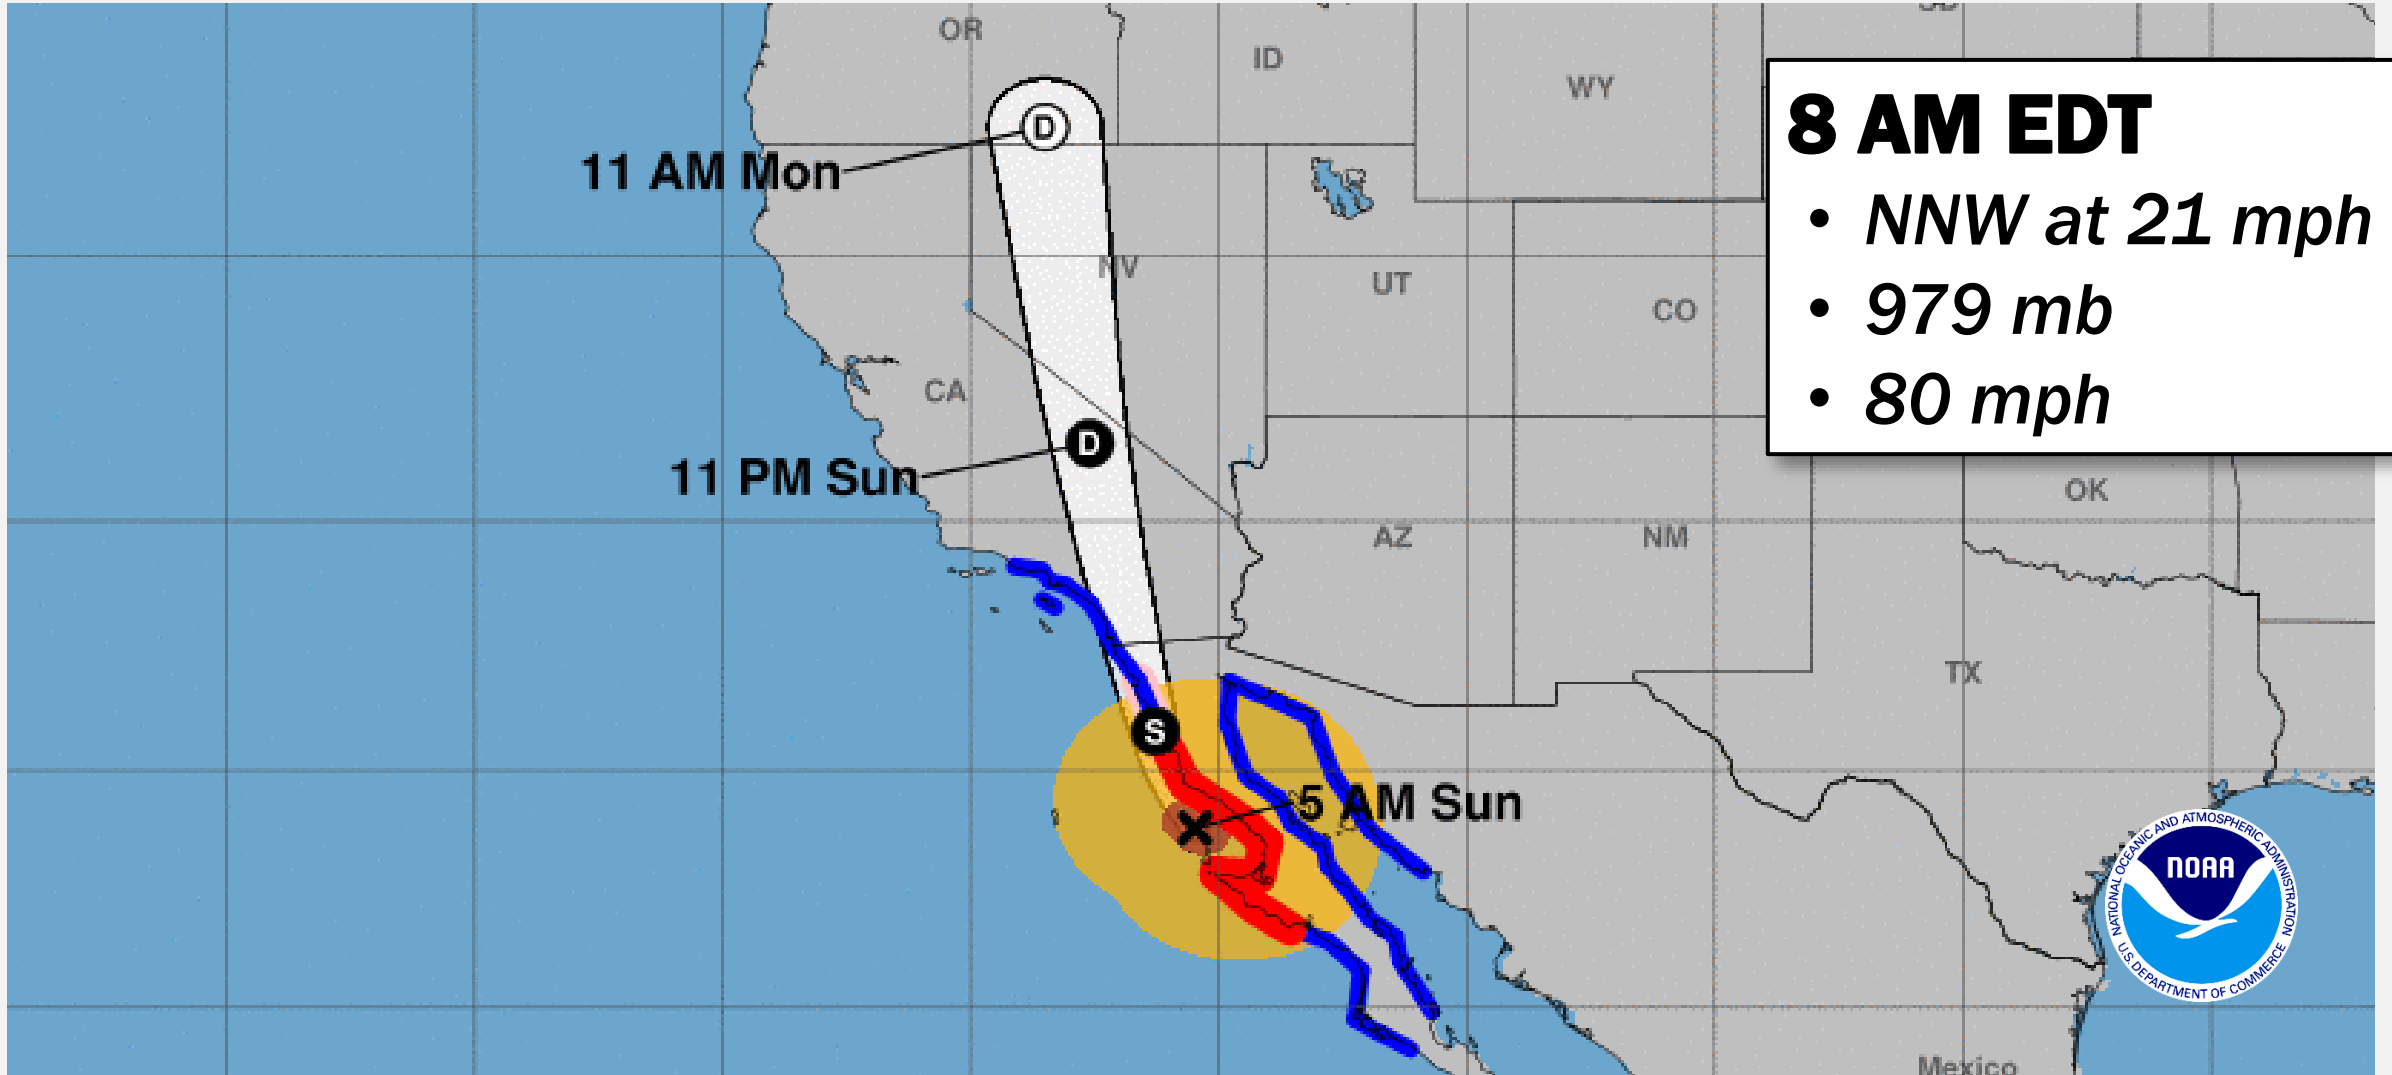 OR
ID
WY
8 AM EDT
• NNW at 21 mph
• 979 mb
• 80 mph
D
11 AM Mon
NV
UT
CO
CA
D
11 PM Sun
OK
AZ
NM
TX
S
5 AM Sun
NATIONAL OCEANIC AND ATMOSPHERIC ADMINISTRATION
NOAA
U.S. DEPARTMENT OF COMMERCE
Mexico